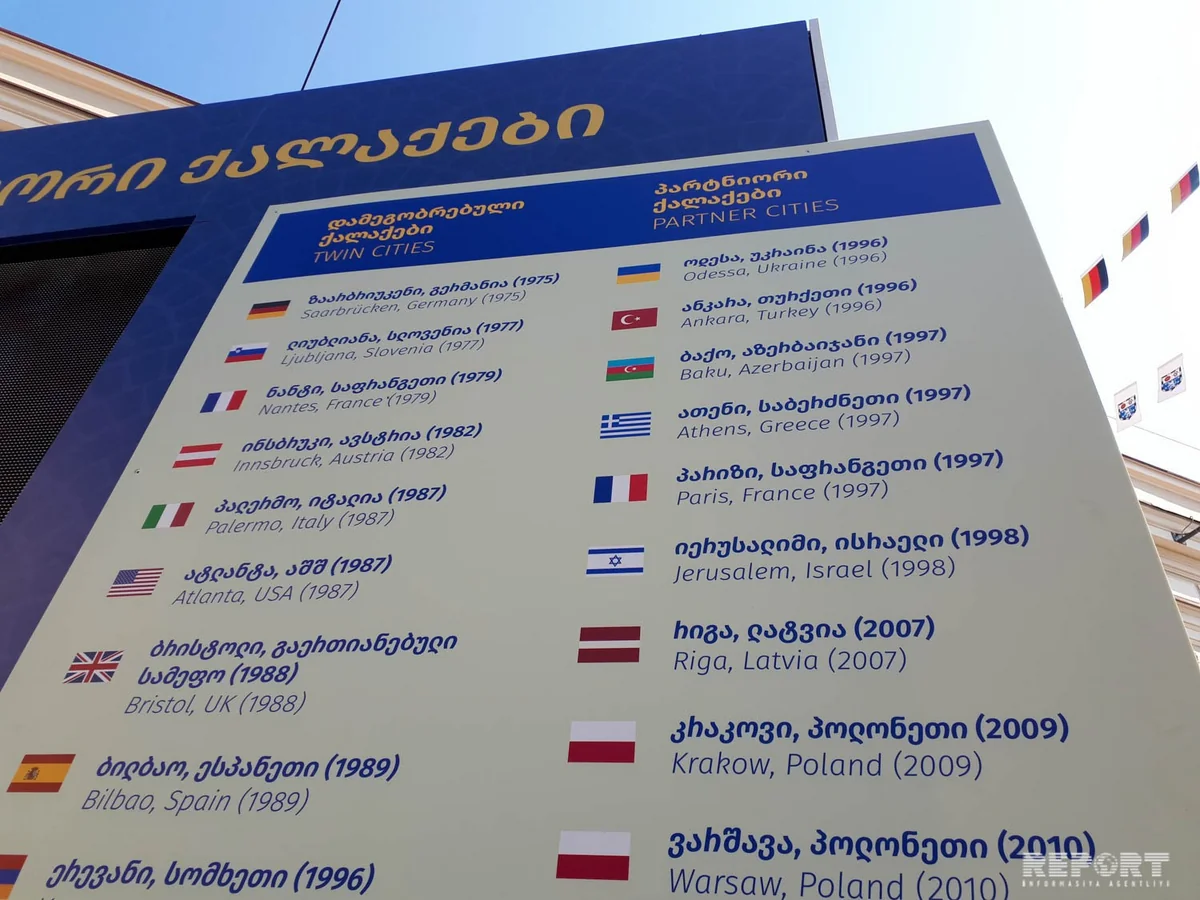 ქალაქები
დამეგობრებული
ქალაქები
TWIN CITIES
ზაარბრიუკენი, გერმანია (1975)
Saarbrücken, Germany (1975)
ლიუბლიანა, სლოვენია (1977)
Ljubljana, Slovenia (1977)
ნანტი, საფრანგეთი (1979)
Nantes, France (1979)
ინსბრუკი, ავსტრია (1982)
Innsbruck, Austria (1982)
პალერმო, იტალია (1987)
Palermo, Italy (1987)
ატლანტა, აშშ (1987)
Atlanta, USA (1987)
ბრისტოლი, გაერთიანებული
სამეფო (1988)
Bristol, UK (1988)
ბილბაო, ესპანეთი (1989)
Bilbao, Spain (1989)
ერევანი, სომხეთი (1996)
პარტნიორი
ქალაქები
PARTNER CITIES
ოდესა, უკრაინა (1996)
Odessa, Ukraine (1996)
ანკარა, თურქეთი (1996)
Ankara, Turkey (1996)
ბაქო, აზერბაიჯანი (1997)
Baku, Azerbaijan (1997)
ათენი, საბერძნეთი (1997)
Athens, Greece (1997)
პარიზი, საფრანგეთი (1997)
Paris, France (1997)
იერუსალიმი, ისრაელი (1998)
Jerusalem, Israel (1998)
რიგა, ლატვია (2007)
Riga, Latvia (2007)
კრაკოვი, პოლონეთი (2009)
Krakow, Poland (2009)
ვარშავა, პოლონეთი (2010)
Warsaw, Poland (2010)
REPORT
INFORMASIYA AGENTLIYI